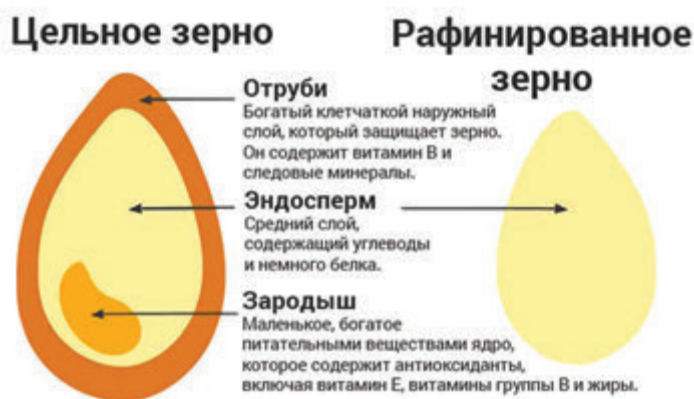 Цельное зерно
Рафинированное
зерно
Отруби
Богатый клетчаткой наружный
слой, который защищает зерно.
Он содержит витамин В и
следовые минералы.
Эндосперм
Средний слой,
содержащий углеводы
и немного белка.
Зародыш
Маленькое, богатое
питательными веществами ядро,
которое содержит антиоксиданты,
включая витамин Е, витамины группы В и жиры.